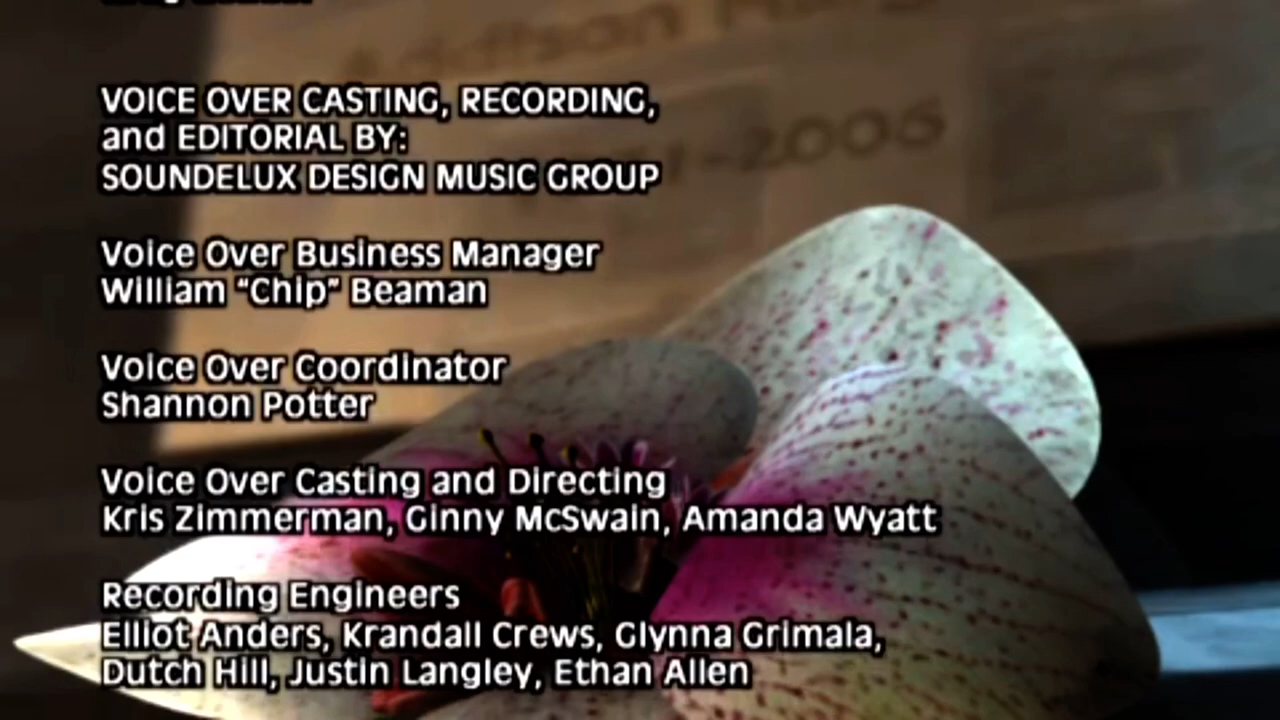 VOICE OVER CASTING, RECORDING,
and EDITORIAL BY:
SOUNDELUX DESIGN MUSIC GROUP
Voice Over Business Manager
William “Chip” Beaman
Voice Over Coordinator
Shannon Potter
Voice Over Casting and Directing
Kris Zimmerman, Ginny McSwain, Amanda Wyatt
Recording Engineers
Elliot Anders, Krandall Crews, Glynna Grimala,
Dutch Hill, Justin Langley, Ethan Allen